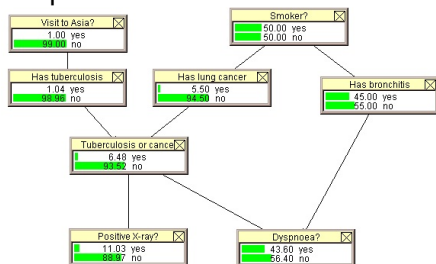 Visit to Asia?
1.00 yes
99.00 no
Smoker?
50.00 yes
50.00 no
Has tuberculosis
1.04 yes
98.96 no
Has lung cancer
5.50 yes
94.50 no
Has bronchitis
45.00 yes
55.00 no
Tuberculosis or cance
6.48 yes
93.52 no
Positive X-ray?
11.03 yes
88.97 no
Dyspnoea?
43.60 yes
56.40 no